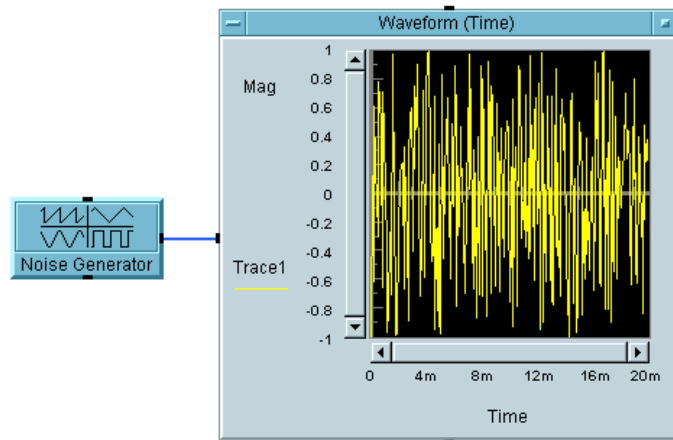 Waveform (Time)
Mag
1
0.8
0.6
0.4
0.2
0
-0.2
-0.4
-0.6
-0.8
-1
Noise Generator
Trace1
0 4m 8m 12m 16m 20m
Time